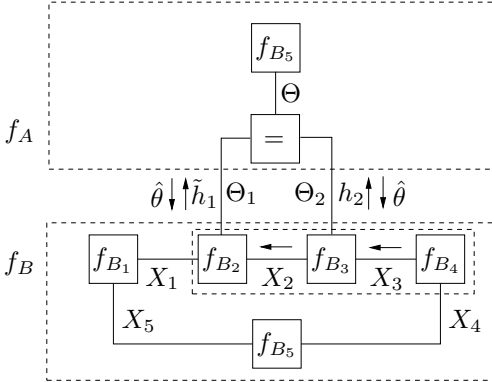 f_{B_5}
Θ
f_A =
θ̂ h̃_1 Θ_1 Θ_2 h_2 θ̂
f_B f_{B_1} f_{B_2} f_{B_3} f_{B_4}
X_1 X_2 X_3
X_5 X_4
f_{B_5}